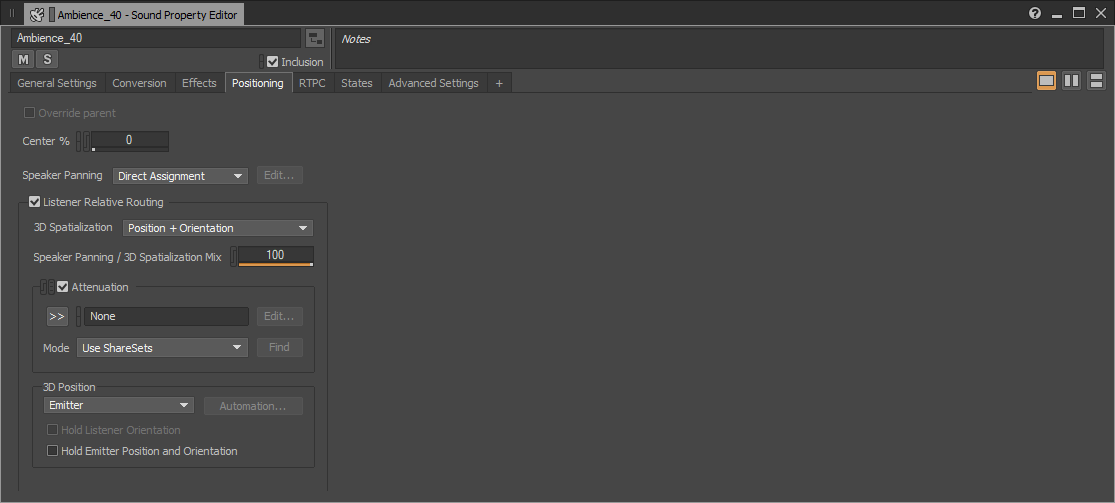 Ambience_40 - Sound Property Editor
Ambience_40
Notes
M S
Inclusion
General Settings Conversion Effects Positioning RTPC States Advanced Settings +
Override parent
Center % 0
Speaker Panning Direct Assignment Edit...
Listener Relative Routing
3D Spatialization Position + Orientation
Speaker Panning / 3D Spatialization Mix 100
Attenuation
>> None Edit...
Mode Use ShareSets Find
3D Position
Emitter Automation...
Hold Listener Orientation
Hold Emitter Position and Orientation